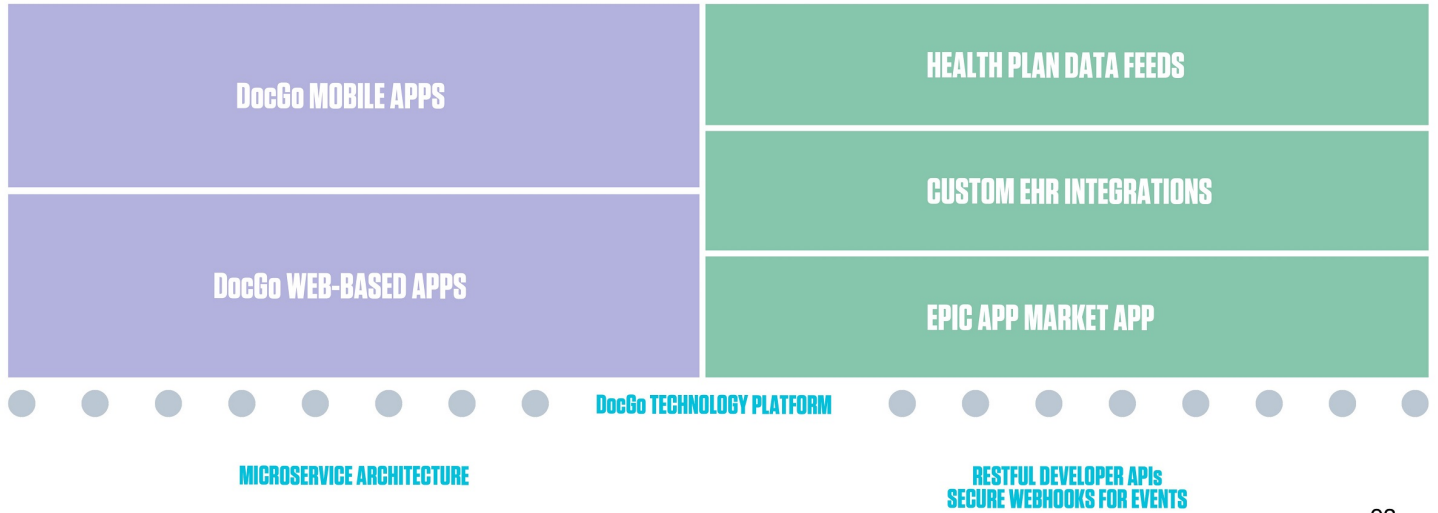 DocGo MOBILE APPS
DocGo WEB-BASED APPS
HEALTH PLAN DATA FEEDS
CUSTOM EHR INTEGRATIONS
EPIC APP MARKET APP
DocGo TECHNOLOGY PLATFORM
MICROSERVICE ARCHITECTURE
RESTFUL DEVELOPER APIs
SECURE WEBHOOKS FOR EVENTS